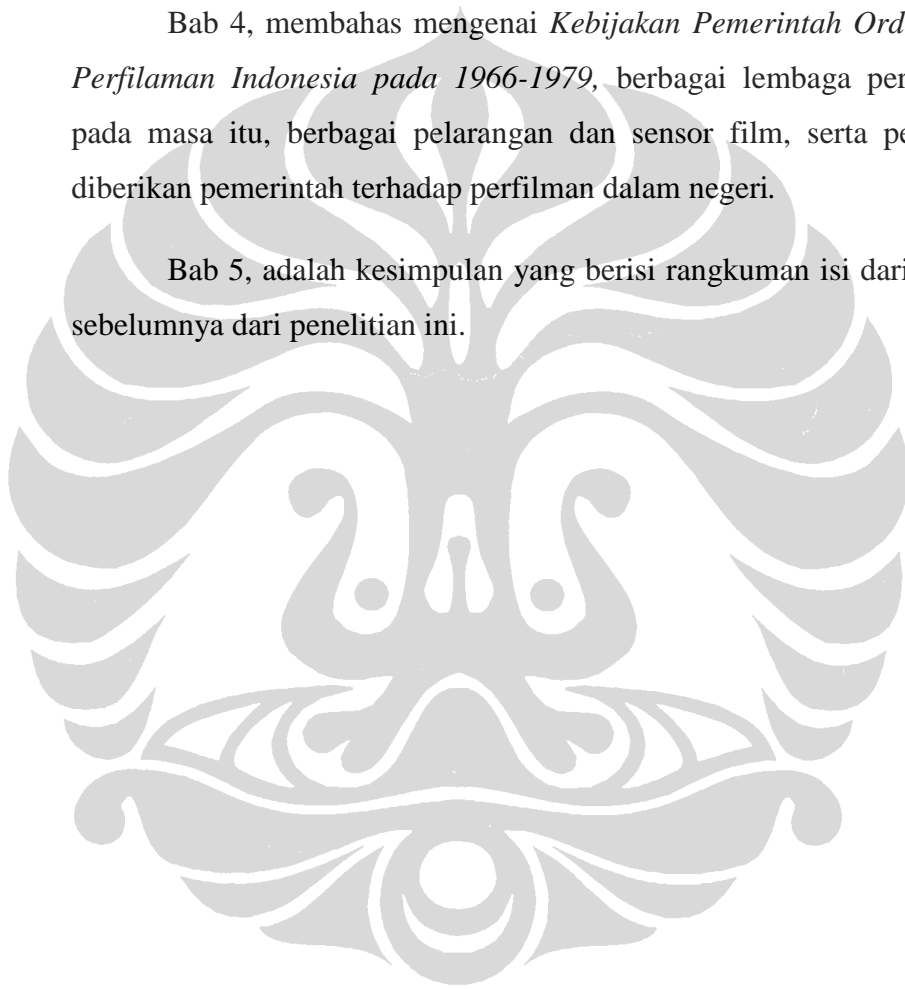 Bab 4, membahas mengenai Kebijakan Pemerintah Ord
Perfilaman Indonesia pada 1966-1979, berbagai lembaga per
pada masa itu, berbagai pelarangan dan sensor film, serta pe
diberikan pemerintah terhadap perfilman dalam negeri.
Bab 5, adalah kesimpulan yang berisi rangkuman isi dari
sebelumnya dari penelitian ini.